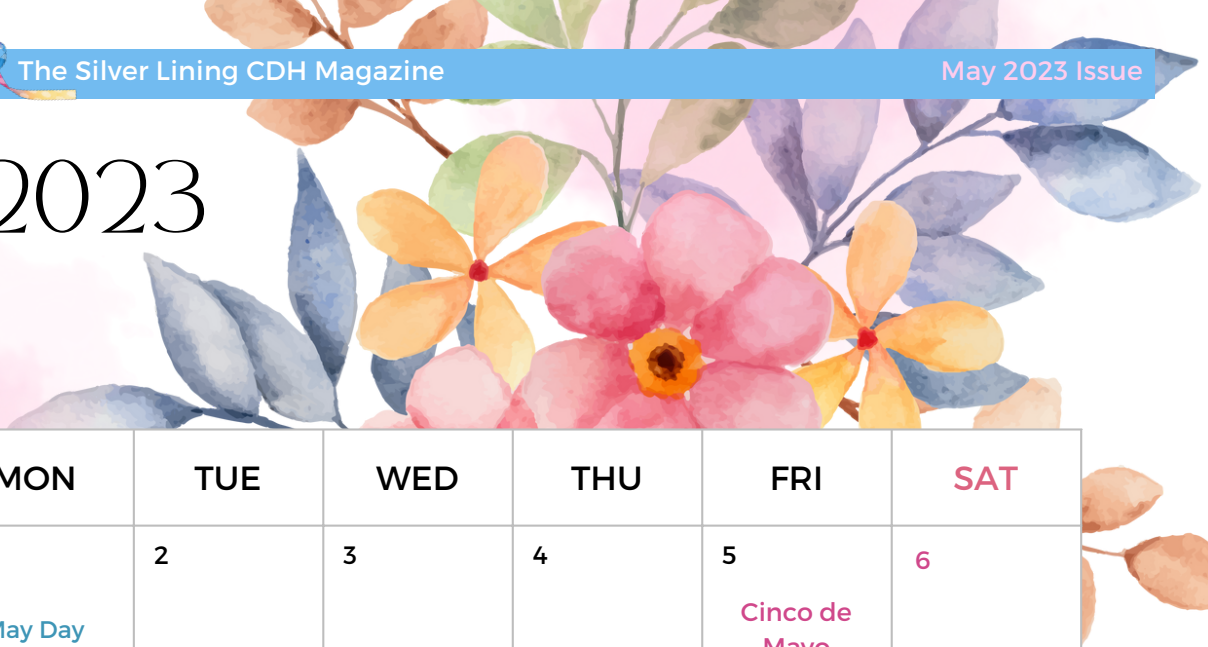 The Silver Lining CDH Magazine May 2023 Issue
2023
MON TUE WED THU FRI SAT
2 3 4 5 6
May Day
Cinco de
Mayo